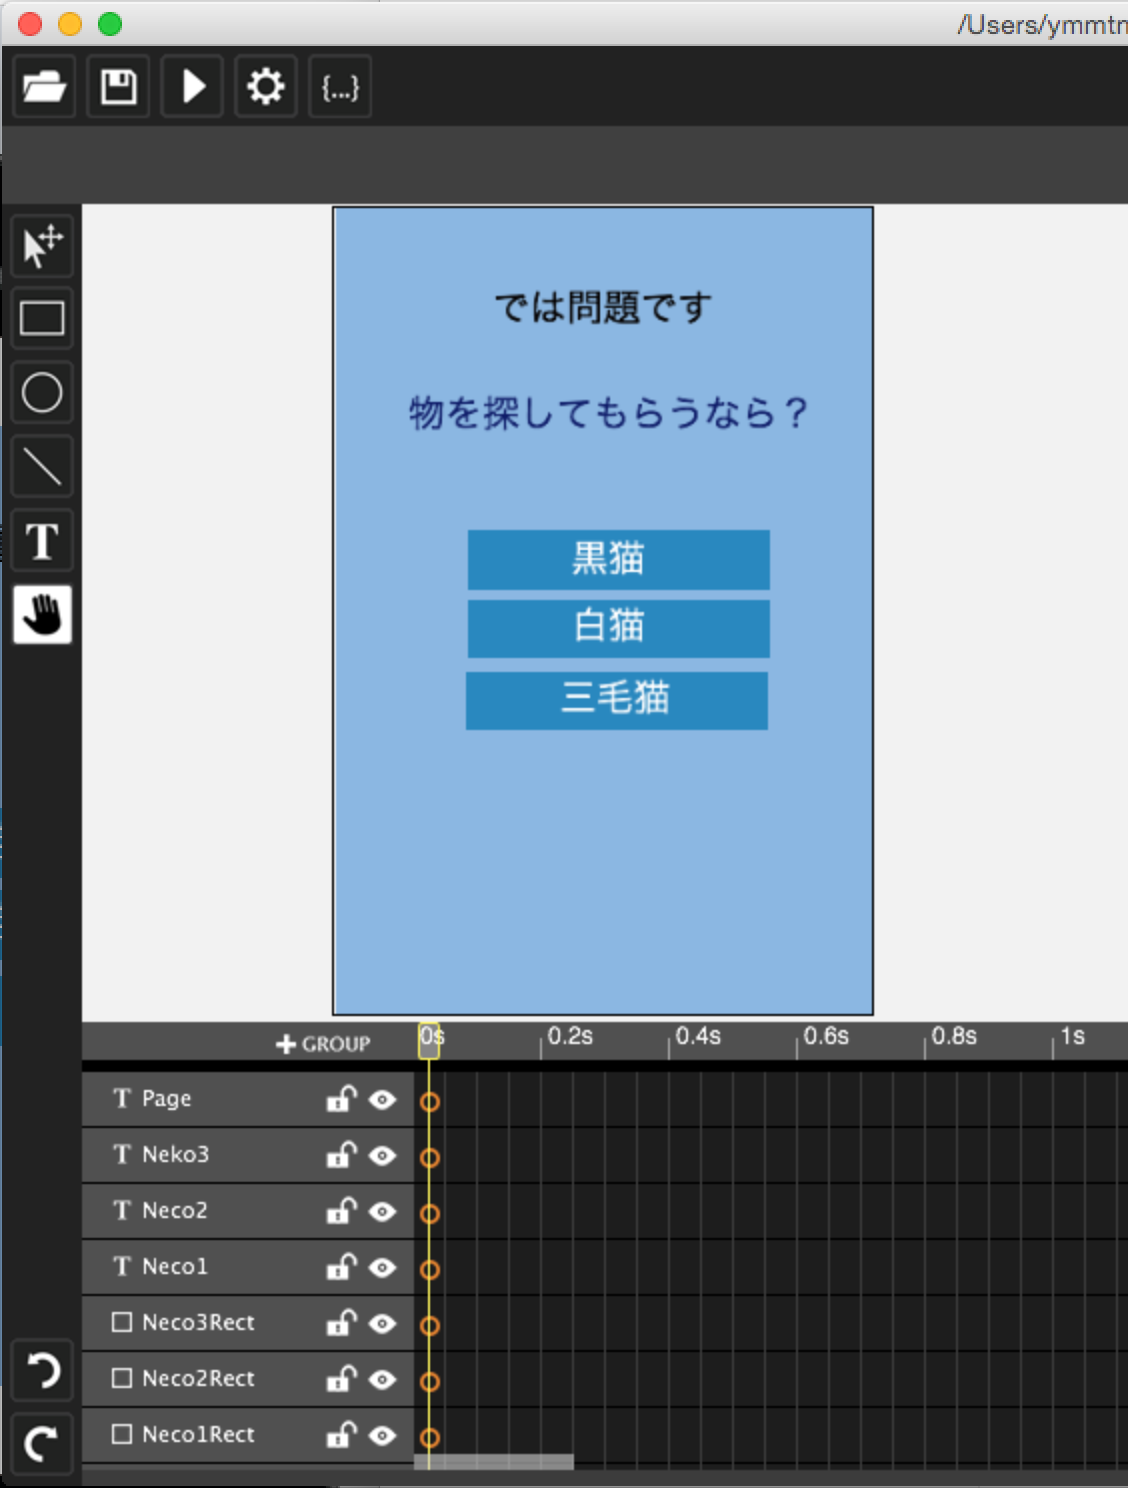 /Users/ymmtm
{...}
T
では問題です
物を探してもらうなら？
黒猫
白猫
三毛猫
+ GROUP
0s
0.2s
0.4s
0.6s
0.8s
1s
T Page
T Neko3
T Neco2
T Neco1
Neco3Rect
Neco2Rect
Neco1Rect